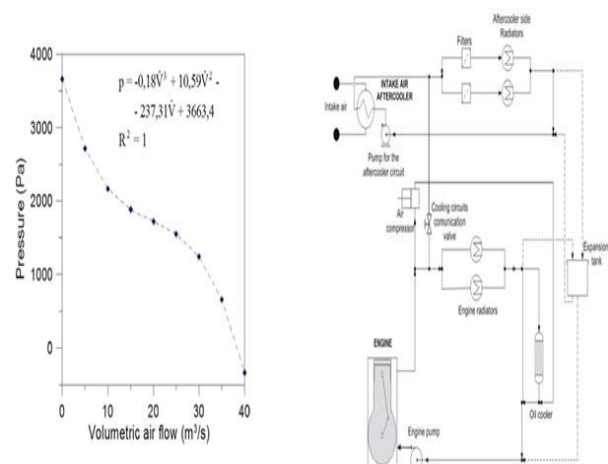 4000
3000
2000
1000
0
Pressure (Pa)
p = -0,18V̇³ + 10,59V̇² -
- 237,31V̇ + 3663,4
R² = 1
0 10 20 30 40
Volumetric air flow (m³/s)
Aftercooler side
Radiators
Filters
INTAKE AIR
AFTERCOOLER
Intake air
Pump for the
aftercooler circuit
Air
compressor
Cooling circuits
comunication
valve
Engine radiators
Expansion
tank
ENGINE
Oil cooler
Engine pump